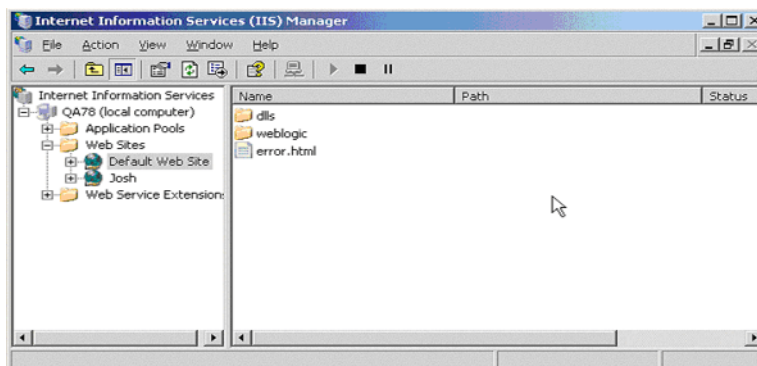 Internet Information Services (IIS) Manager
File Action View Window Help
Internet Information Services
QA78 (local computer)
Application Pools
Web Sites
Default Web Site
Josh
Web Service Extension
Name Path Status
dlls
weblogic
error.html